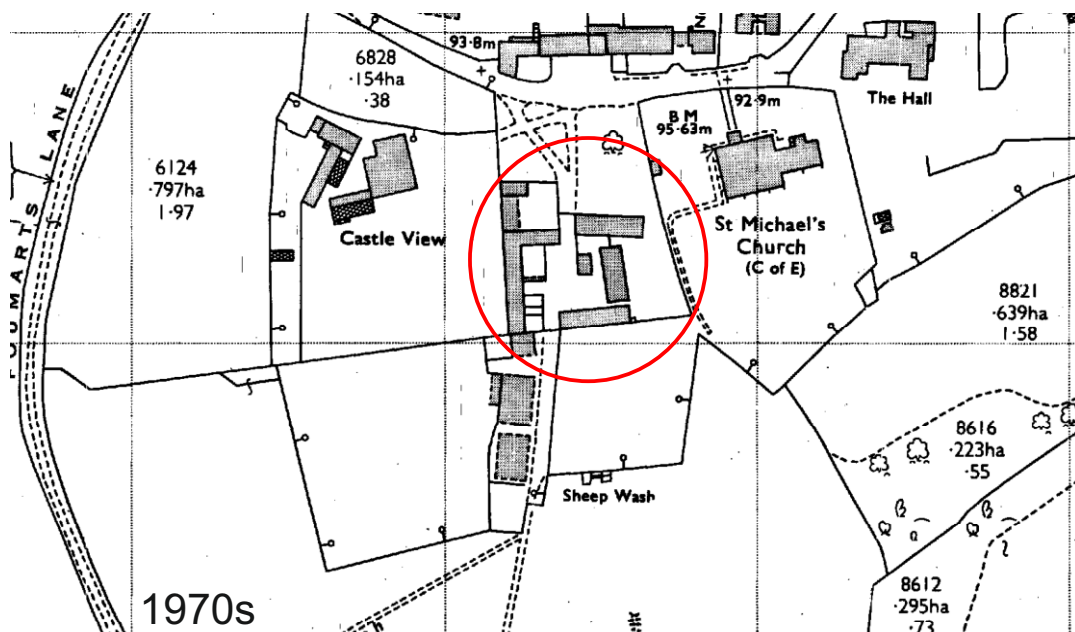 93·8m
6828
·154ha
·38
92·9m
The Hall
B M
95·63m
FOUMARTS LANE
6124
·797ha
1·97
Castle View
St Michael's
Church
(C of E)
8821
·639ha
1·58
8616
·223ha
·55
Sheep Wash
8612
·295ha
·73
1970s